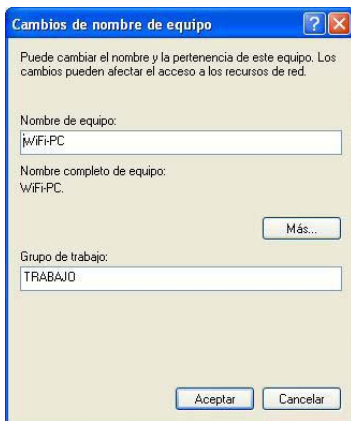 Cambios de nombre de equipo
Puede cambiar el nombre y la pertenencia de este equipo. Los
cambios pueden afectar el acceso a los recursos de red.
Nombre de equipo:
WiFi-PC
Nombre completo de equipo:
WiFi-PC.
Más...
Grupo de trabajo:
TRABAJO
Aceptar
Cancelar